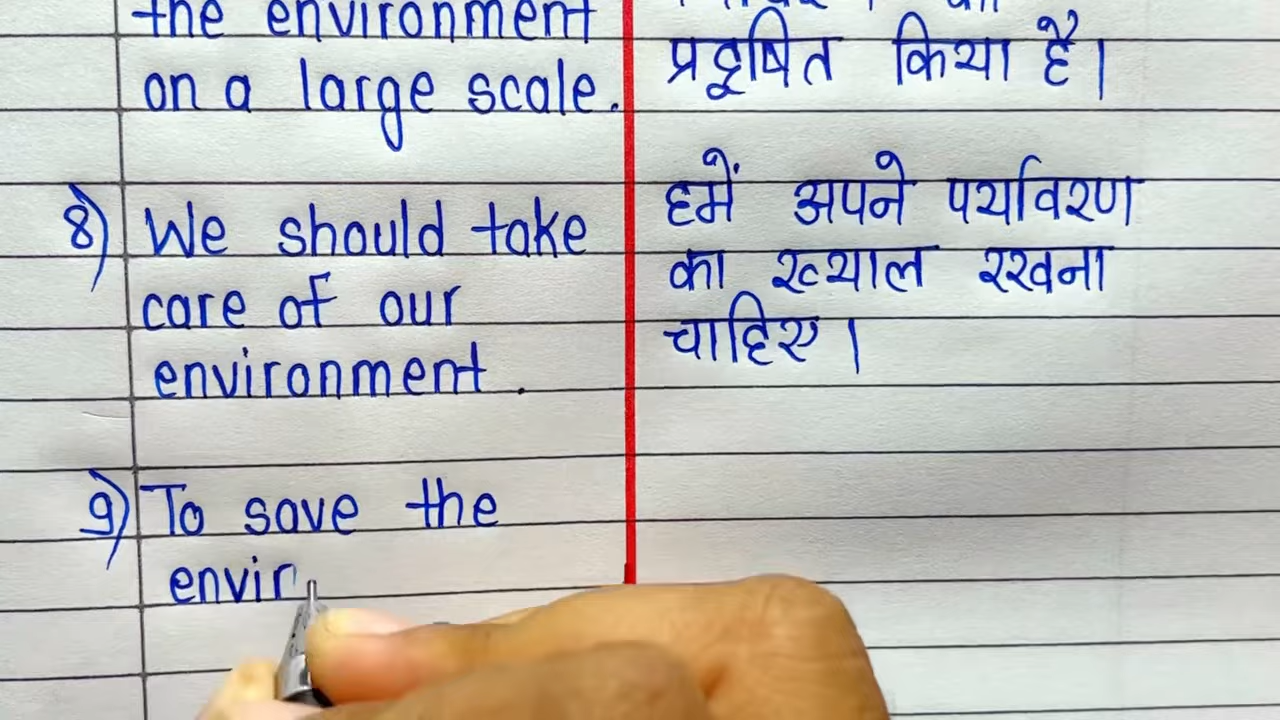 the environment
on a large scale.
प्रदूषित किया है।
8) We should take
care of our
environment.
हमें अपने पर्यावरण
का ख्याल रखना
चाहिए।
9) To save the
envir